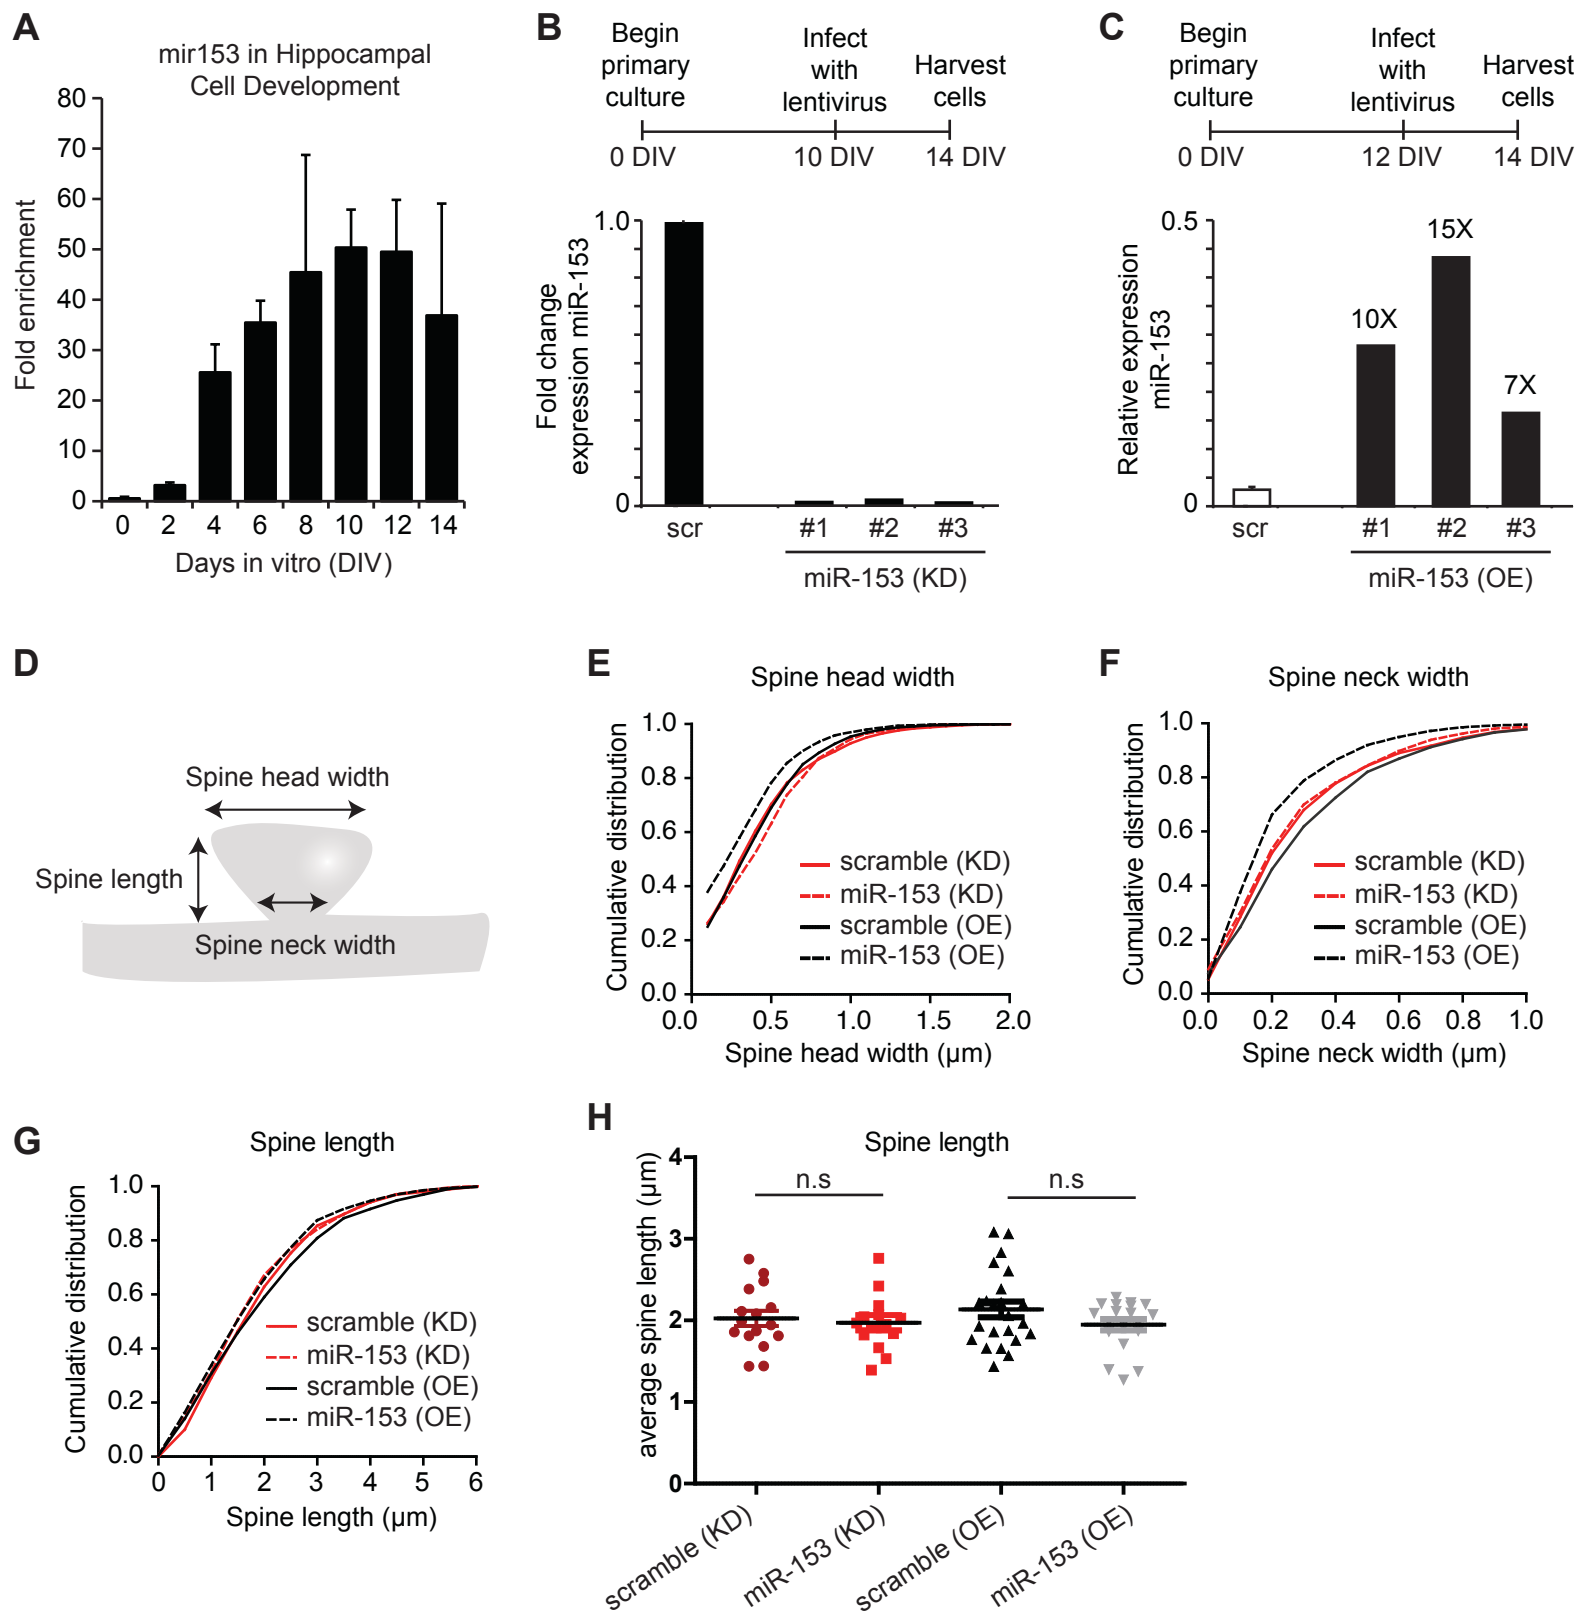 A
mir153 in Hippocampal
Cell Development
Fold enrichment
80
70
60
50
40
30
20
10
0
0 2 4 6 8 10 12 14
Days in vitro (DIV)
B
Begin
primary
culture
Infect
with
lentivirus
Harvest
cells
0 DIV 10 DIV 14 DIV
Fold change
expression miR-153
1.0
0
scr #1 #2 #3
miR-153 (KD)
C
Begin
primary
culture
Infect
with
lentivirus
Harvest
cells
0 DIV 12 DIV 14 DIV
Relative expression
miR-153
0.5
0
10X
15X
7X
scr #1 #2 #3
miR-153 (OE)
D
Spine head width
Spine length
Spine neck width
E
Spine head width
Cumulative distribution
1.0
0.8
0.6
0.4
0.2
0.0
scramble (KD)
miR-153 (KD)
scramble (OE)
miR-153 (OE)
0.0 0.5 1.0 1.5 2.0
Spine head width (µm)
F
Spine neck width
Cumulative distribution
1.0
0.8
0.6
0.4
0.2
0.0
scramble (KD)
miR-153 (KD)
scramble (OE)
miR-153 (OE)
0.0 0.2 0.4 0.6 0.8 1.0
Spine neck width (µm)
G
Spine length
Cumulative distribution
1.0
0.8
0.6
0.4
0.2
0.0
scramble (KD)
miR-153 (KD)
scramble (OE)
miR-153 (OE)
0 1 2 3 4 5 6
Spine length (µm)
H
Spine length
average spine length (µm)
4
3
2
1
0
n.s
n.s
scramble (KD)
miR-153 (KD)
scramble (OE)
miR-153 (OE)